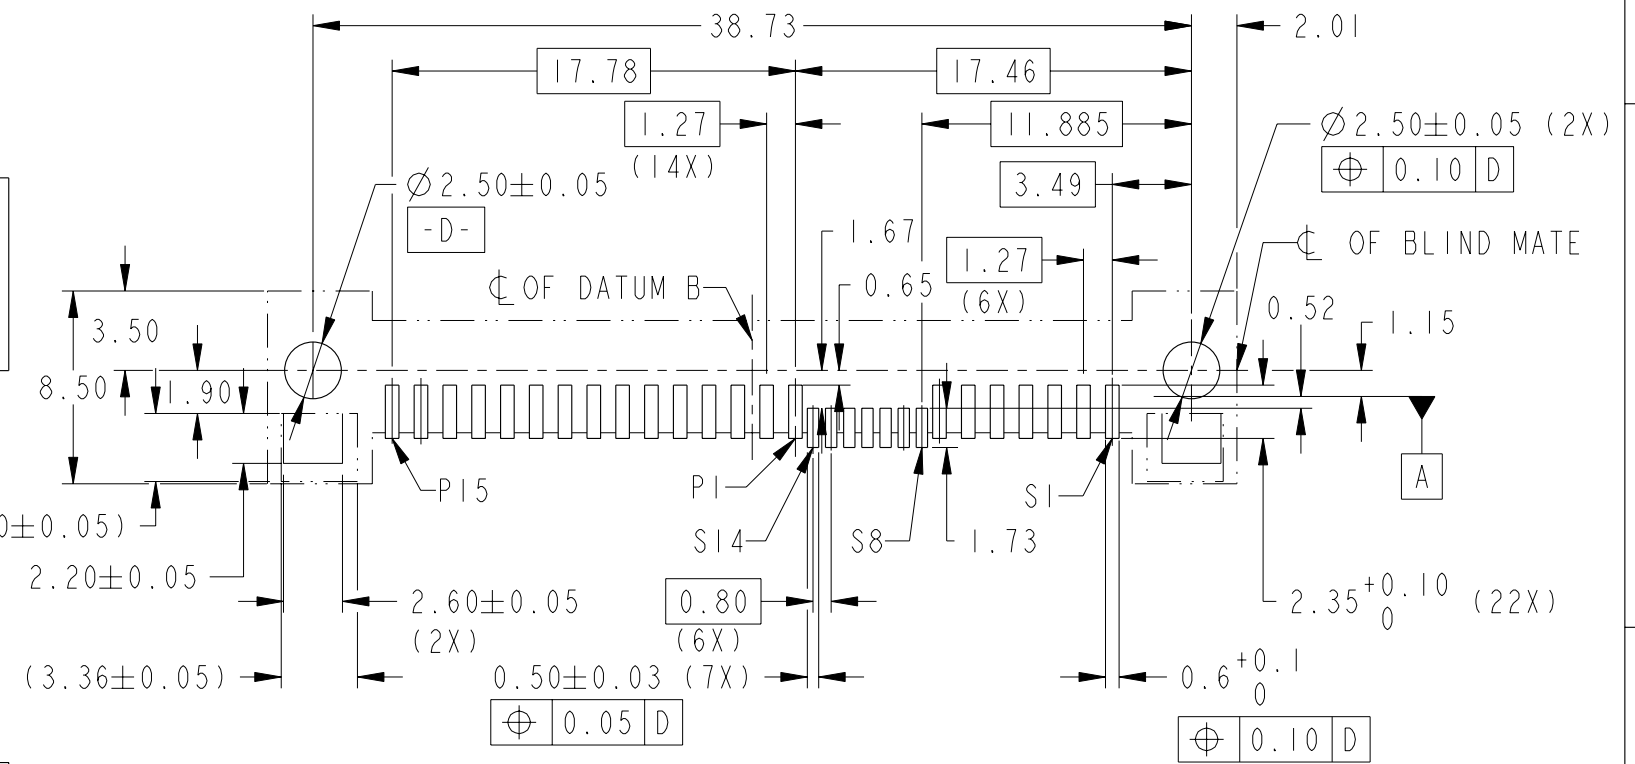 38.73
2.01
17.78
17.46
1.27
(14X)
11.885
Ø2.50±0.05 (2X)
⌖ 0.10 D
Ø2.50±0.05
-D-
3.49
1.67
℄ OF BLIND MATE
1.27
(6X)
℄ OF DATUM B
0.65
0.52
1.15
3.50
8.50
1.90
P15
P1
S1
A
0±0.05)
S14
S8
1.73
2.20±0.05
2.60±0.05
(2X)
0.80
(6X)
2.35 +0.10 0 (22X)
(3.36±0.05)
0.50±0.03 (7X)
0.6 +0.1 0
⌖ 0.05 D
⌖ 0.10 D